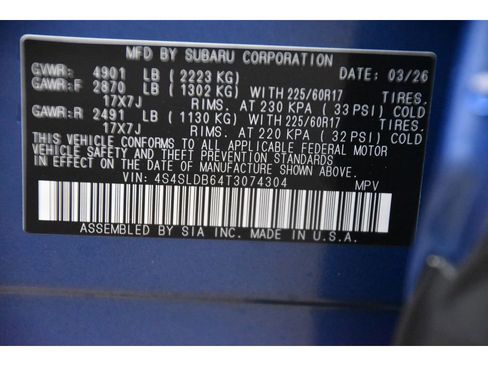 MFD BY SUBARU CORPORATION
GVWR: 4901 LB ( 2223 KG) DATE: 03/26
GAWR:F 2870 LB ( 1302 KG) WITH 225/60R17 TIRES.
17X7J RIMS. AT 230 KPA ( 33 PSI) COLD
GAWR:R 2491 LB ( 1130 KG) WITH 225/60R17 TIRES.
17X7J RIMS. AT 220 KPA ( 32 PSI) COLD
THIS VEHICLE CONFORMS TO ALL APPLICABLE FEDERAL MOTOR
VEHICLE SAFETY AND THEFT PREVENTION STANDARDS
IN EFFECT ON THE DATE OF MANUFACTURE SHOWN ABOVE.
VIN: 4S4SLDB64T3074304 MPV
ASSEMBLED BY SIA INC. MADE IN U.S.A.